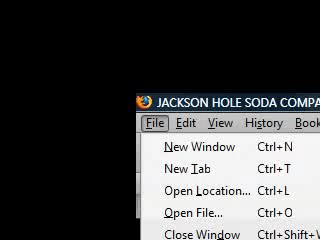 JACKSON HOLE SODA COMPA
File Edit View History Book
New Window Ctrl+N
New Tab Ctrl+T
Open Location... Ctrl+L
Open File... Ctrl+O
Close Window Ctrl+Shift+W